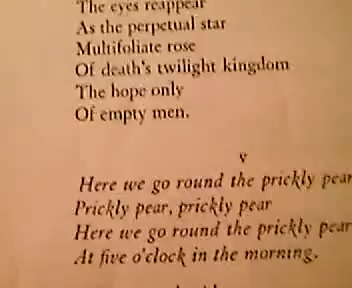 The eyes reappear
As the perpetual star
Multifoliate rose
Of death's twilight kingdom
The hope only
Of empty men.
V
Here we go round the prickly pear
Prickly pear, prickly pear
Here we go round the prickly pear
At five o'clock in the morning.